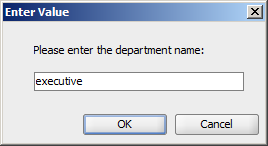 Enter Value
Please enter the department name:
executive
OK
Cancel